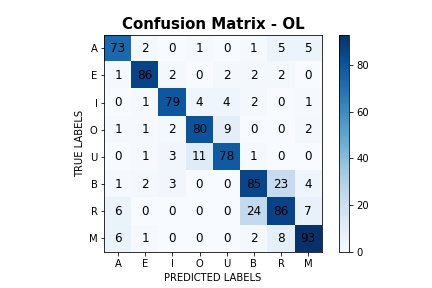 Confusion Matrix - OL
TRUE LABELS
A 73 2 0 1 0 1 5 5
E 1 86 2 0 2 2 2 0
I 0 1 79 4 4 2 0 1
O 1 1 2 80 9 0 0 2
U 0 1 3 11 78 1 0 0
B 1 2 3 0 0 85 23 4
R 6 0 0 0 0 24 86 7
M 6 1 0 0 0 2 8 93
A E I O U B R M
PREDICTED LABELS
80
60
40
20
0